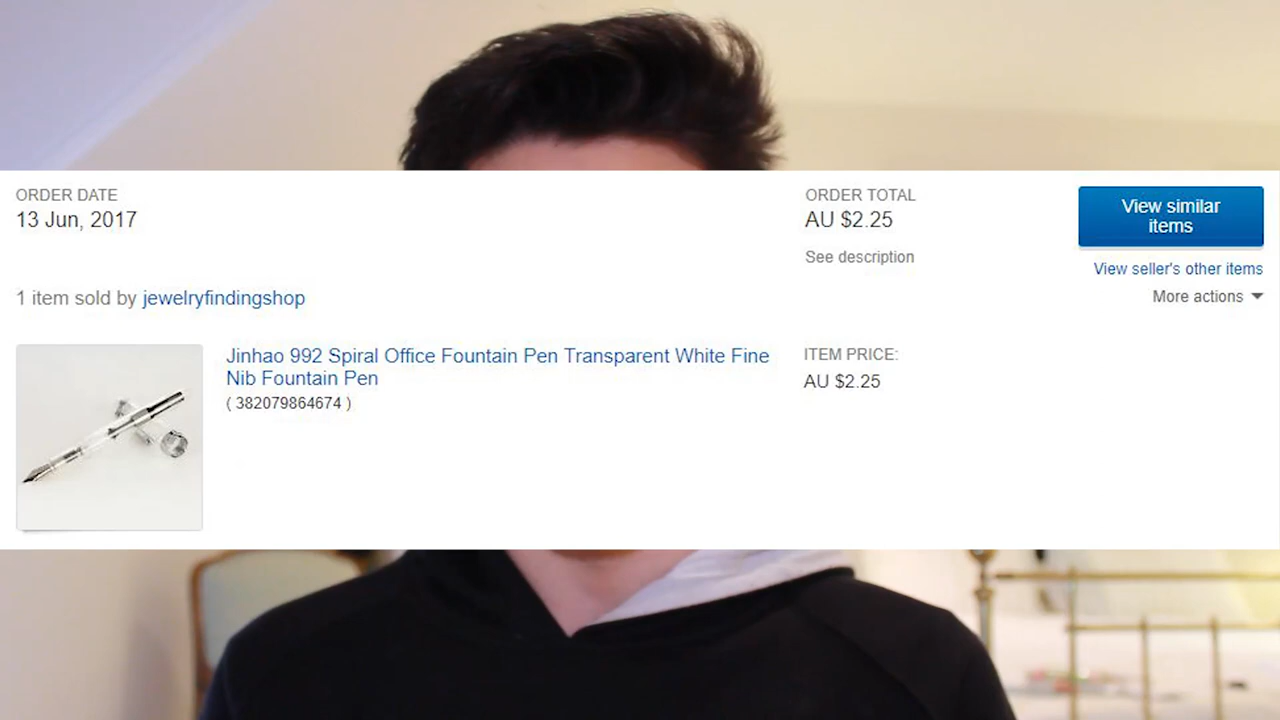 ORDER DATE
13 Jun, 2017
ORDER TOTAL
AU $2.25
See description
View similar
items
View seller's other items
More actions
1 item sold by jewelryfindingshop
Jinhao 992 Spiral Office Fountain Pen Transparent White Fine
Nib Fountain Pen
( 382079864674 )
ITEM PRICE:
AU $2.25